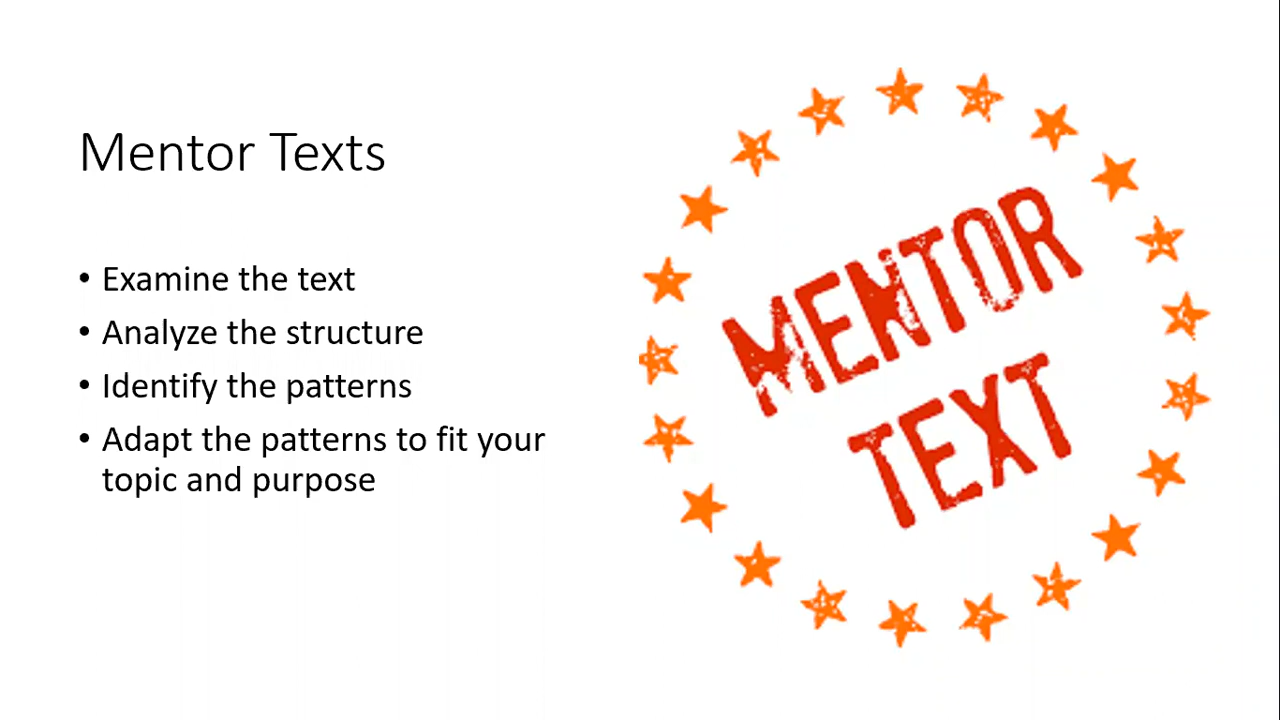 Mentor Texts
• Examine the text
• Analyze the structure
• Identify the patterns
• Adapt the patterns to fit your
topic and purpose
MENTOR
TEXT